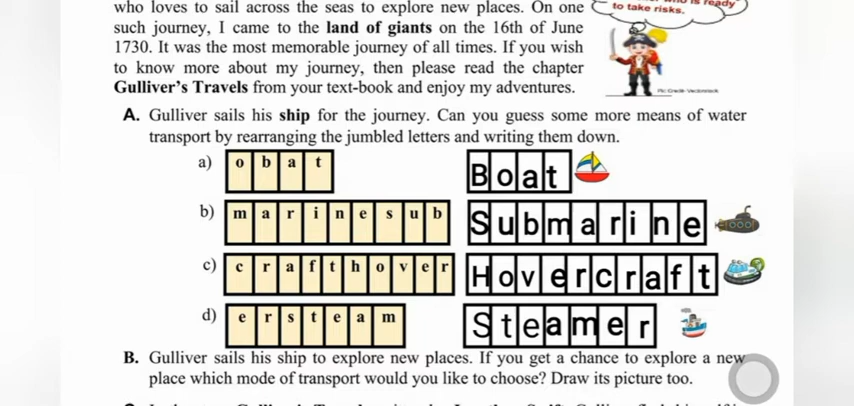 who loves to sail across the seas to explore new places. On one
such journey, I came to the land of giants on the 16th of June
1730. It was the most memorable journey of all times. If you wish
to know more about my journey, then please read the chapter
Gulliver's Travels from your text-book and enjoy my adventures.
is ready
to take risks.
Pic Credit- Vectorstock
A. Gulliver sails his ship for the journey. Can you guess some more means of water
transport by rearranging the jumbled letters and writing them down.
a) o b a t Boat
b) m a r i n e s u b Submarine
c) c r a f t h o v e r Hovercraft
d) e r s t e a m Steamer
B. Gulliver sails his ship to explore new places. If you get a chance to explore a new
place which mode of transport would you like to choose? Draw its picture too.